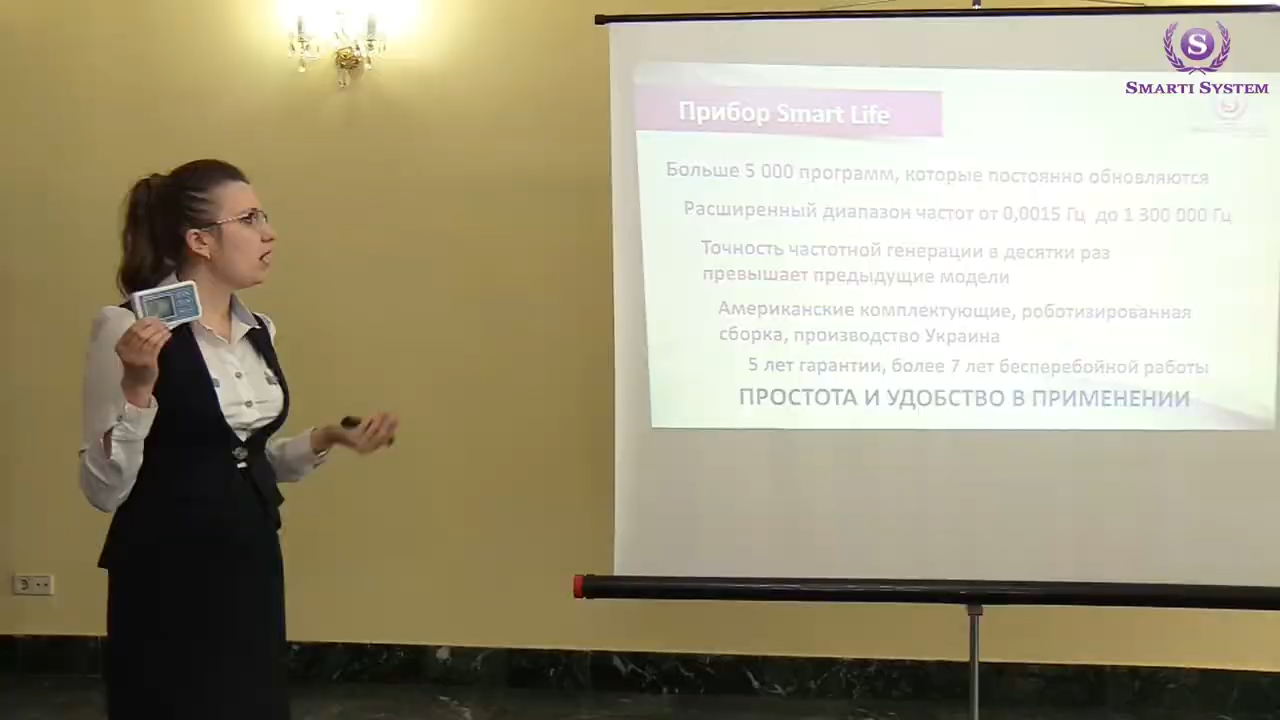 S
SMARTI SYSTEM
Прибор Smart Life
Больше 5 000 программ, которые постоянно обновляются
Расширенный диапазон частот от 0,0015 Гц до 1 300 000 Гц
Точность частотной генерации в десятки раз
превышает предыдущие модели
Американские комплектующие, роботизированная
сборка, производство Украина
5 лет гарантии, более 7 лет бесперебойной работы
ПРОСТОТА И УДОБСТВО В ПРИМЕНЕНИИ